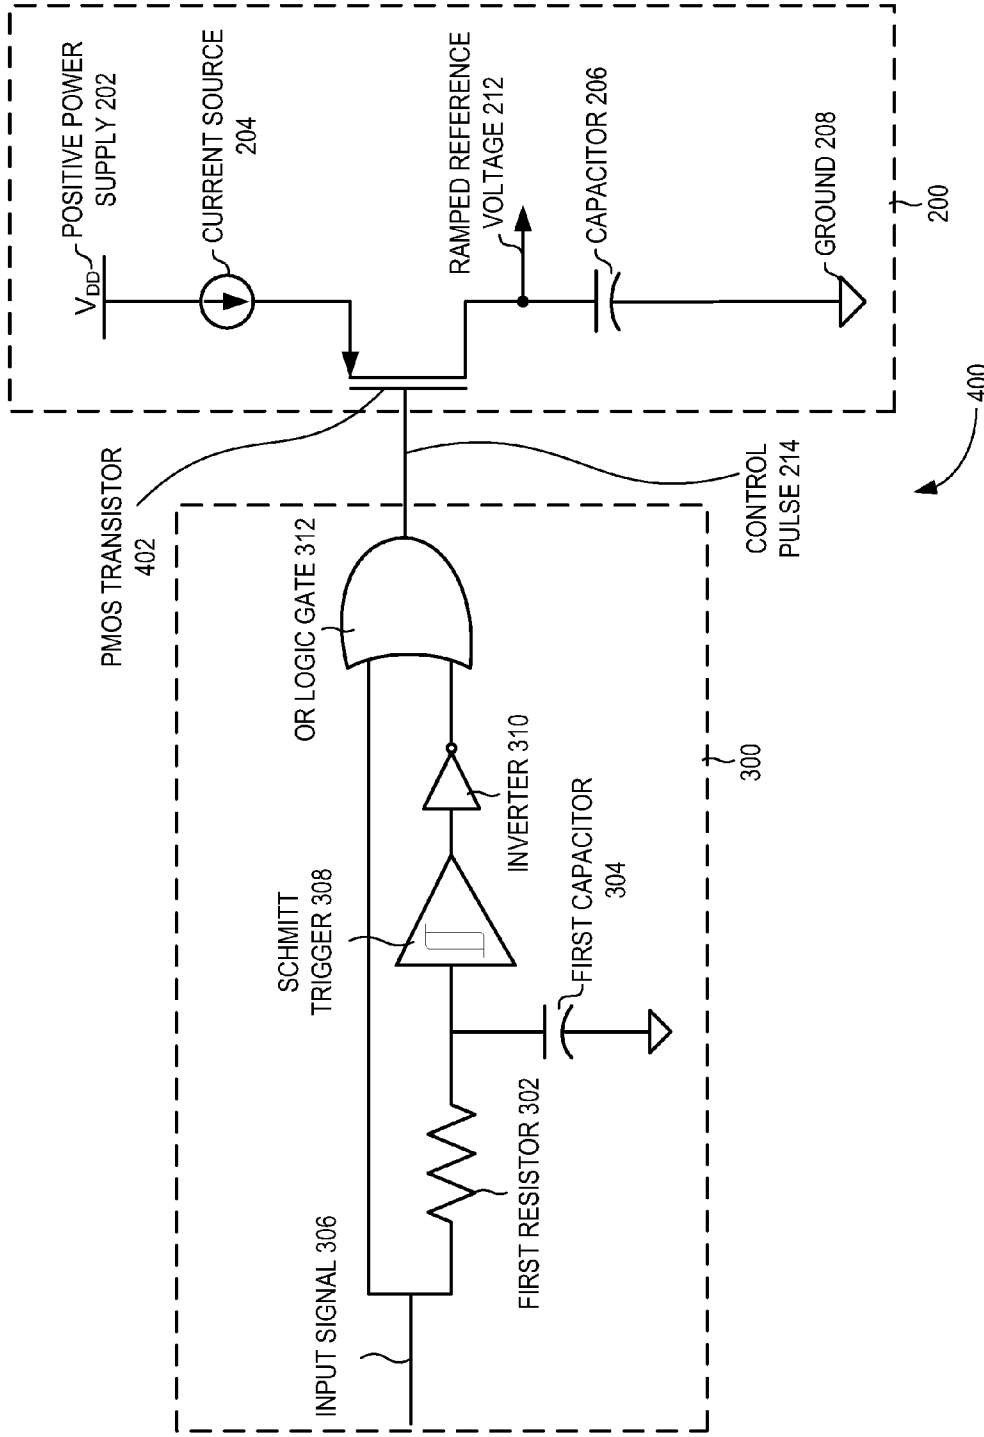 V_DD
POSITIVE POWER
SUPPLY 202
CURRENT SOURCE
204
RAMPED REFERENCE
VOLTAGE 212
CAPACITOR 206
GROUND 208
200
PMOS TRANSISTOR
402
CONTROL
PULSE 214
400
OR LOGIC GATE 312
INVERTER 310
SCHMITT
TRIGGER 308
FIRST CAPACITOR
304
300
FIRST RESISTOR 302
INPUT SIGNAL 306